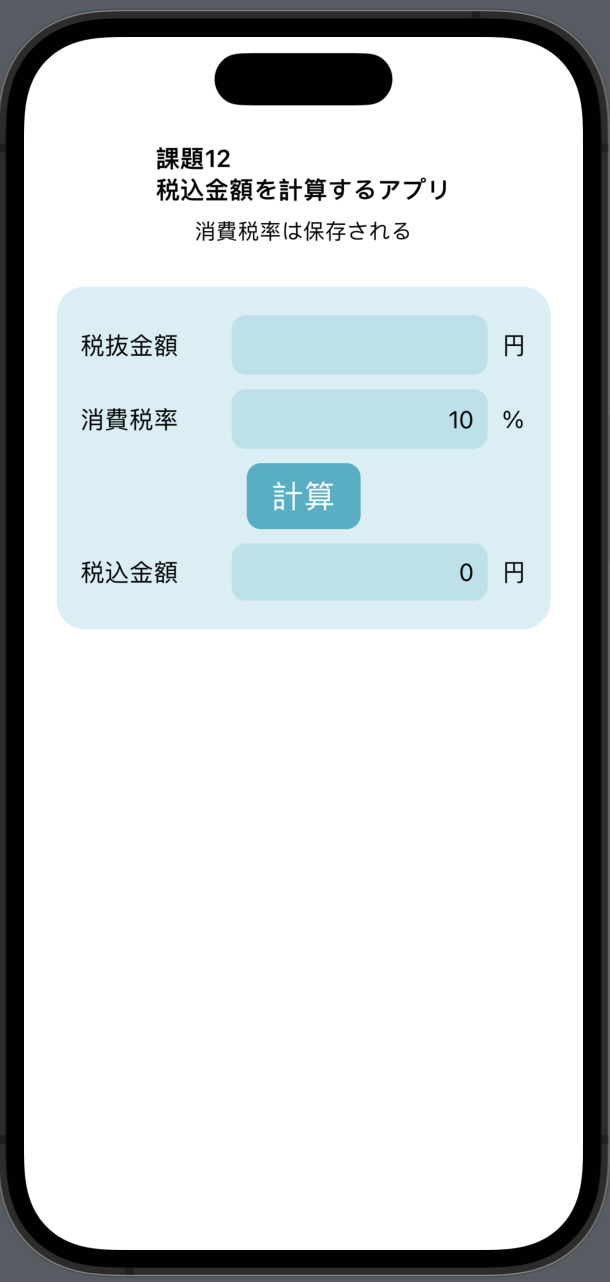 課題12
税込金額を計算するアプリ
消費税率は保存される
税抜金額 円
消費税率 10 %
計算
税込金額 0 円